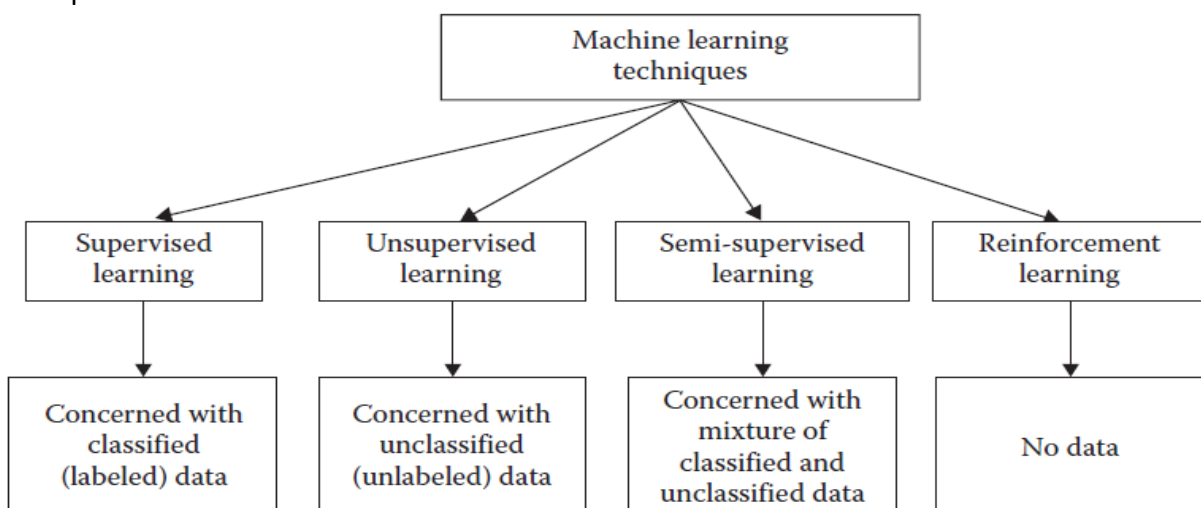 Machine learning
techniques
Supervised
learning
Unsupervised
learning
Semi-supervised
learning
Reinforcement
learning
Concerned with
classified
(labeled) data
Concerned with
unclassified
(unlabeled) data
Concerned with
mixture of
classified and
unclassified data
No data